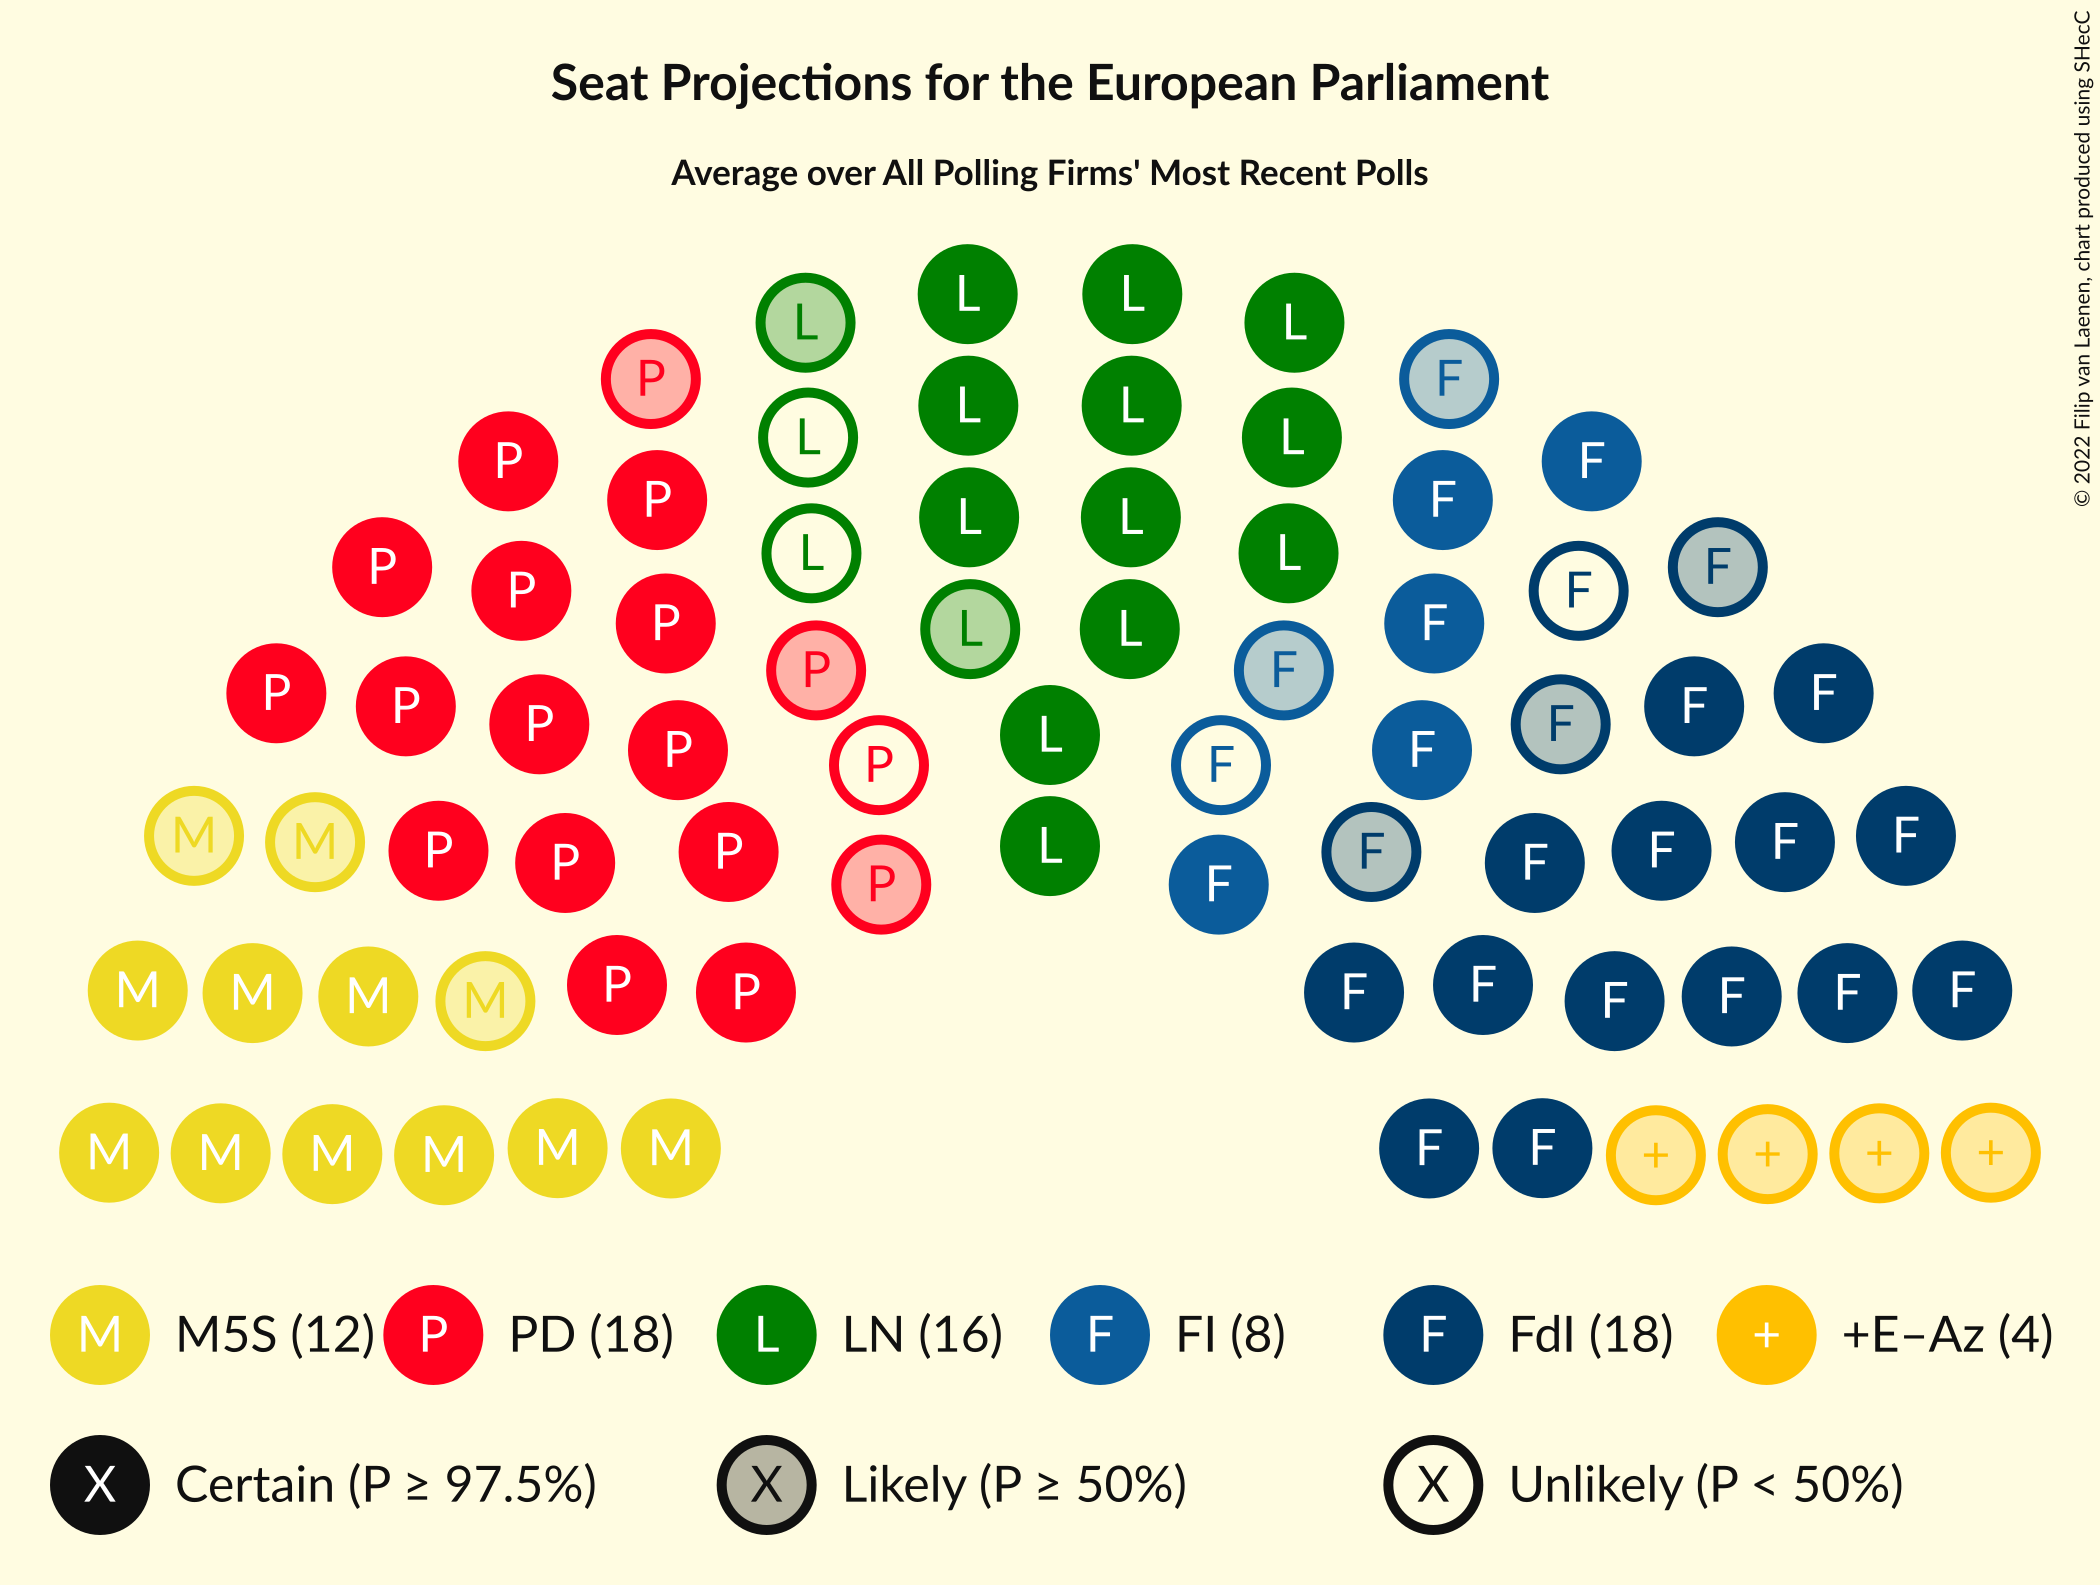 Seat Projections for the European Parliament
Average over All Polling Firms' Most Recent Polls
© 2022 Filip van Laenen, chart produced using SHecC
L L
L L
P F
L L
L L
P F
P F
L L
L L
P F
L L
P F F
P F
L L
P F
P F
P F
P F
P F
P F
P L F
M F
M F
L
P P F F
P F
P F
M M M M P P F F F F F F
M M M M M M F F + + + +
M M5S (12) P PD (18) L LN (16) F FI (8) F FdI (18) + +E–Az (4)
X Certain (P ≥ 97.5%) X Likely (P ≥ 50%) X Unlikely (P < 50%)